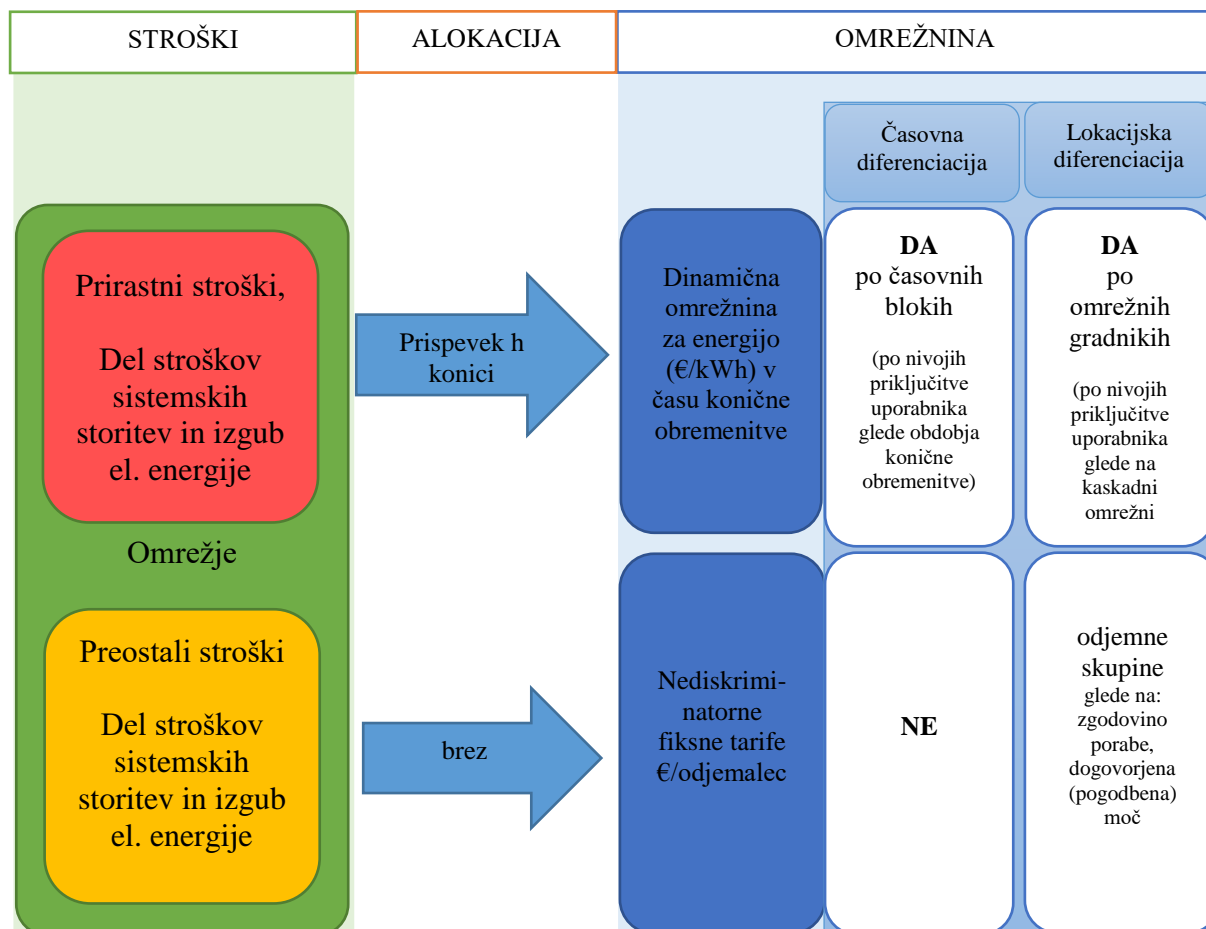 STROŠKI
ALOKACIJA
OMREŽNINA
Časovna
diferenciacija
Lokacijska
diferenciacija
Prirastni stroški,
Del stroškov
sistemskih
storitev in izgub
el. energije
Prispevek h
konici
Dinamična
omrežnina
za energijo
(€/kWh) v
času konične
obremenitve
DA
po časovnih
blokih
(po nivojih
priključitve
uporabnika
glede obdobja
konične
obremenitve)
DA
po
omrežnih
gradnikih
(po nivojih
priključitve
uporabnika
glede na
kaskadni
omrežni
Omrežje
Preostali stroški
Del stroškov
sistemskih
storitev in izgub
el. energije
brez
Nediskrimi-
natorne
fiksne tarife
€/odjemalec
NE
odjemne
skupine
glede na:
zgodovino
porabe,
dogovorjena
(pogodbena)
moč